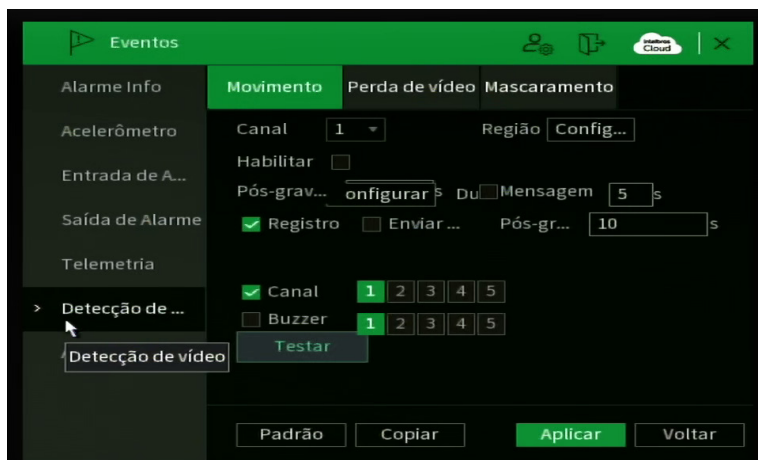 Eventos
intelbras
Cloud
Alarme Info
Movimento
Perda de vídeo
Mascaramento
Acelerômetro
Canal 1
Região Config...
Habilitar
Entrada de A...
Pós-grav... onfigurar s Du Mensagem 5 s
Saída de Alarme
Registro Enviar ... Pós-gr... 10 s
Telemetria
Canal 1 2 3 4 5
> Detecção de ...
Buzzer 1 2 3 4 5
Testar
Detecção de vídeo
Padrão Copiar Aplicar Voltar